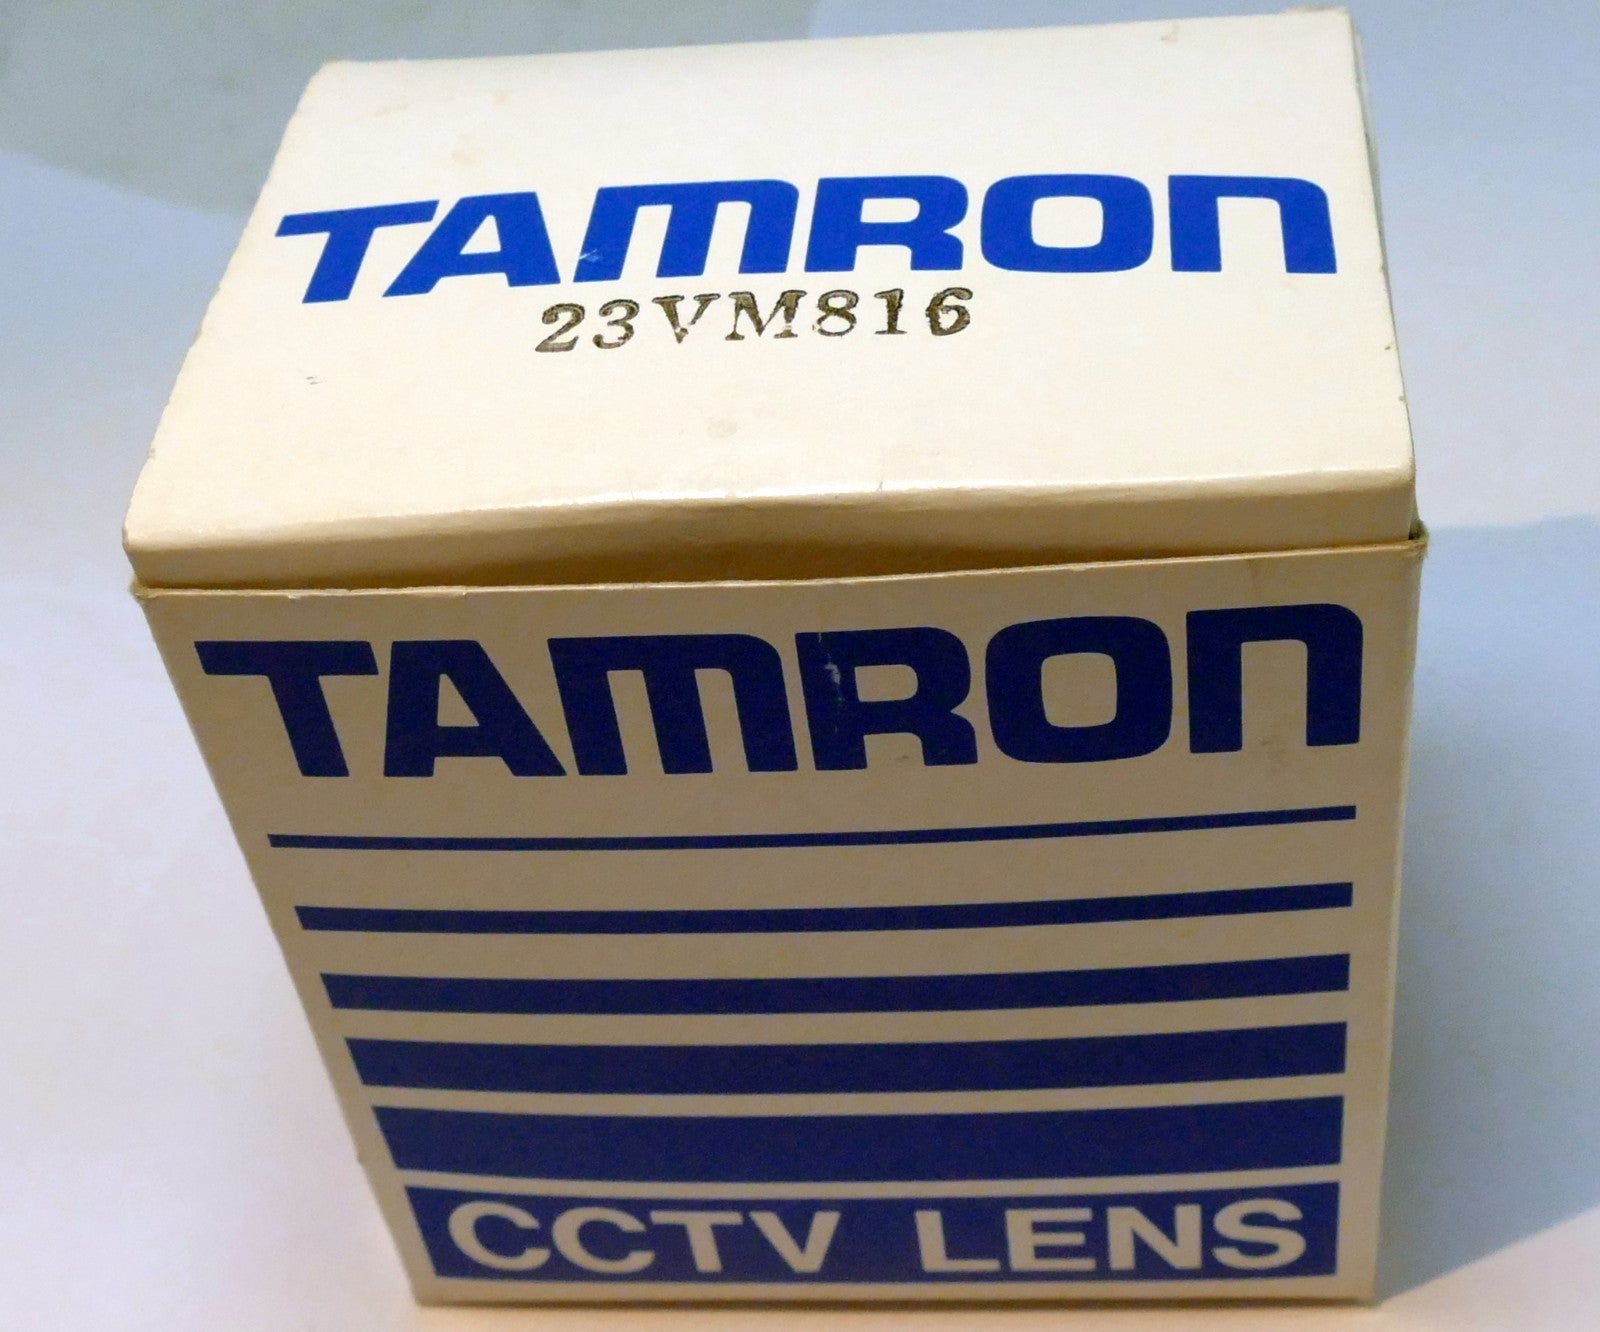 TAMRON
23VM816
TAMRON
CCTV LENS